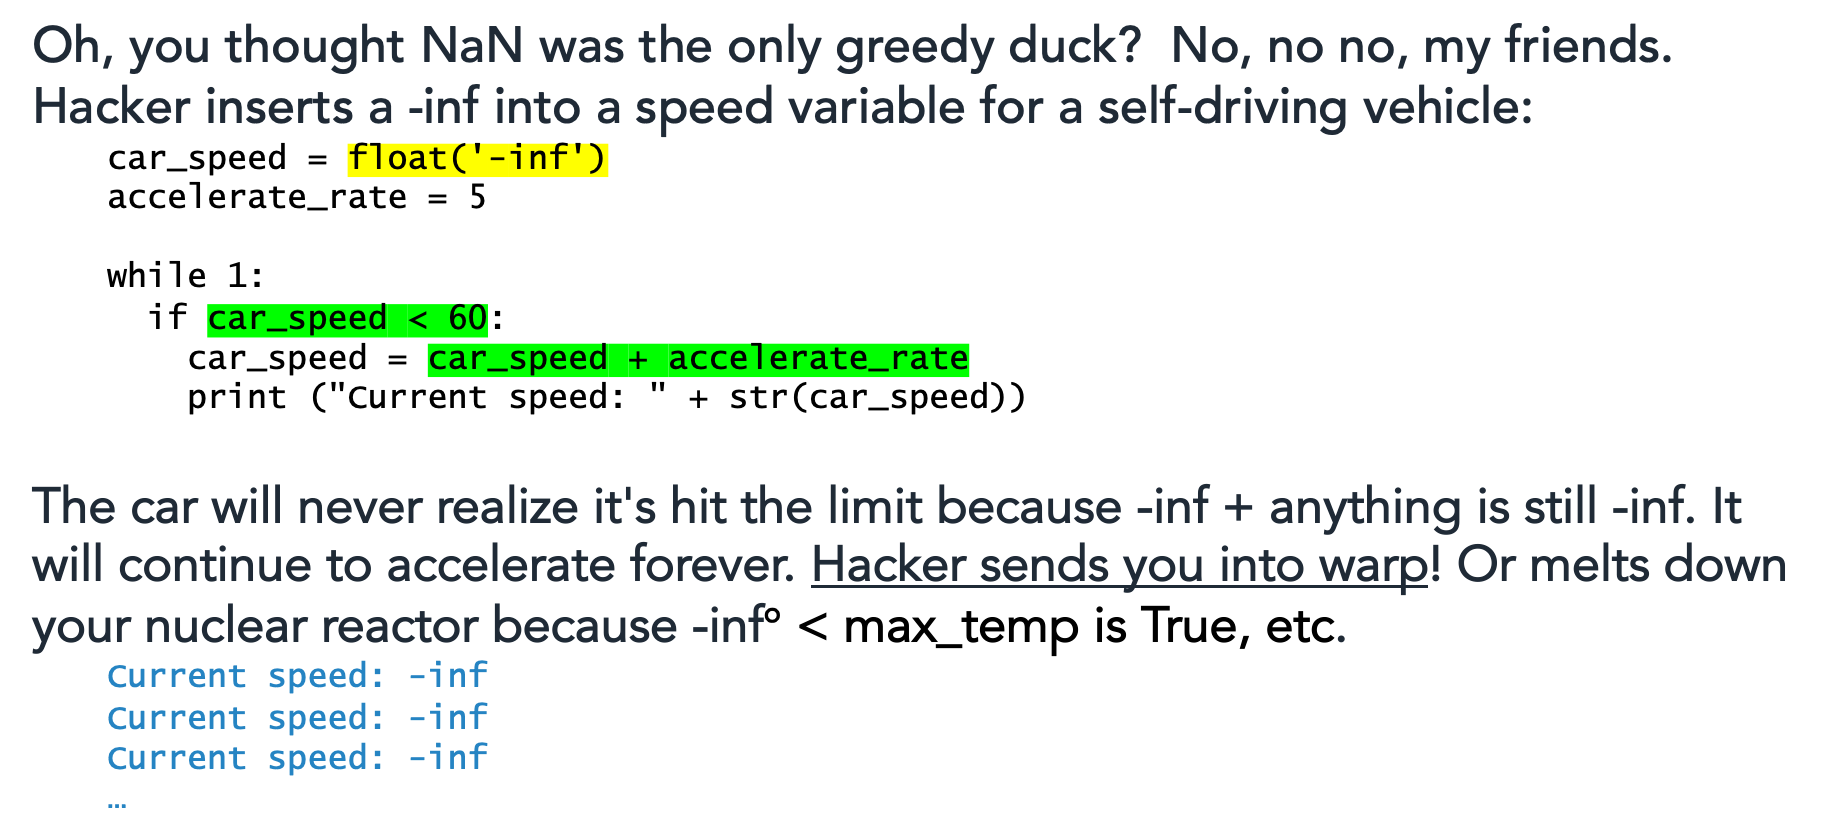 Oh, you thought NaN was the only greedy duck?  No, no no, my friends.
Hacker inserts a -inf into a speed variable for a self-driving vehicle:
car_speed = float('-inf')
accelerate_rate = 5
while 1:
if car_speed < 60:
car_speed = car_speed + accelerate_rate
print ("Current speed: " + str(car_speed))
The car will never realize it's hit the limit because -inf + anything is still -inf. It
will continue to accelerate forever. Hacker sends you into warp! Or melts down
your nuclear reactor because -inf° < max_temp is True, etc.
Current speed: -inf
Current speed: -inf
Current speed: -inf
…